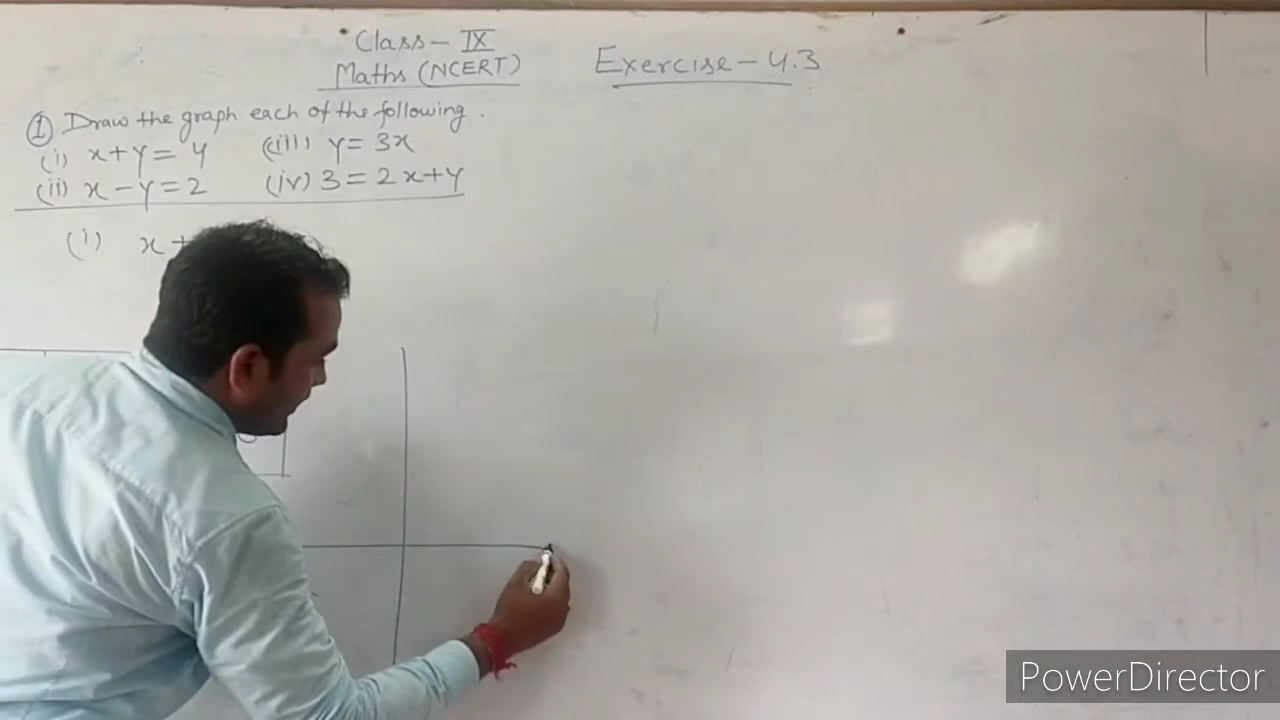 Class - IX
Maths (NCERT)
Exercise - 4.3
① Draw the graph each of the following.
(i) x+y = 4 (iii) y = 3x
(ii) x - y = 2 (iv) 3 = 2x+y
(i) x+
PowerDirector